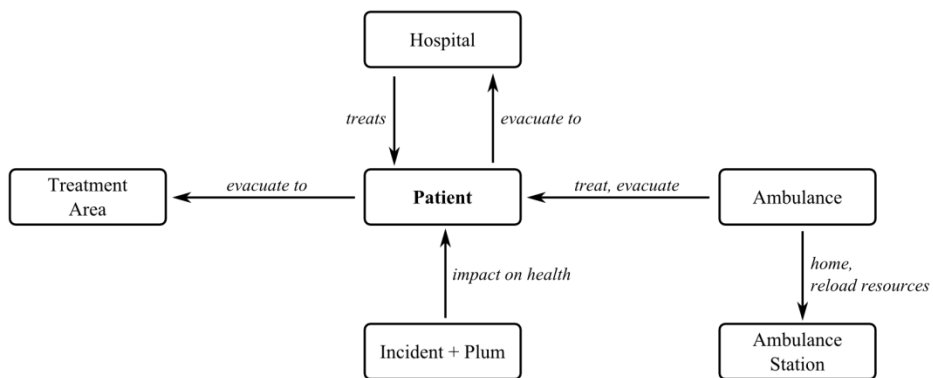 Hospital
treats
evacuate to
Treatment
Area
evacuate to
Patient
treat, evacuate
Ambulance
impact on health
home,
reload resources
Incident + Plum
Ambulance
Station